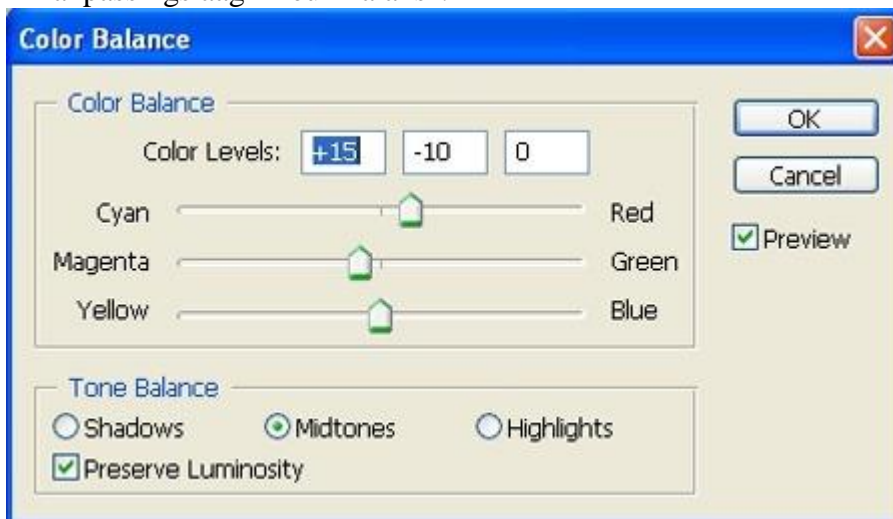 Color Balance
Color Balance
Color Levels: +15 -10 0
Cyan Red
Magenta Green
Yellow Blue
Tone Balance
Shadows Midtones Highlights
Preserve Luminosity
OK
Cancel
Preview